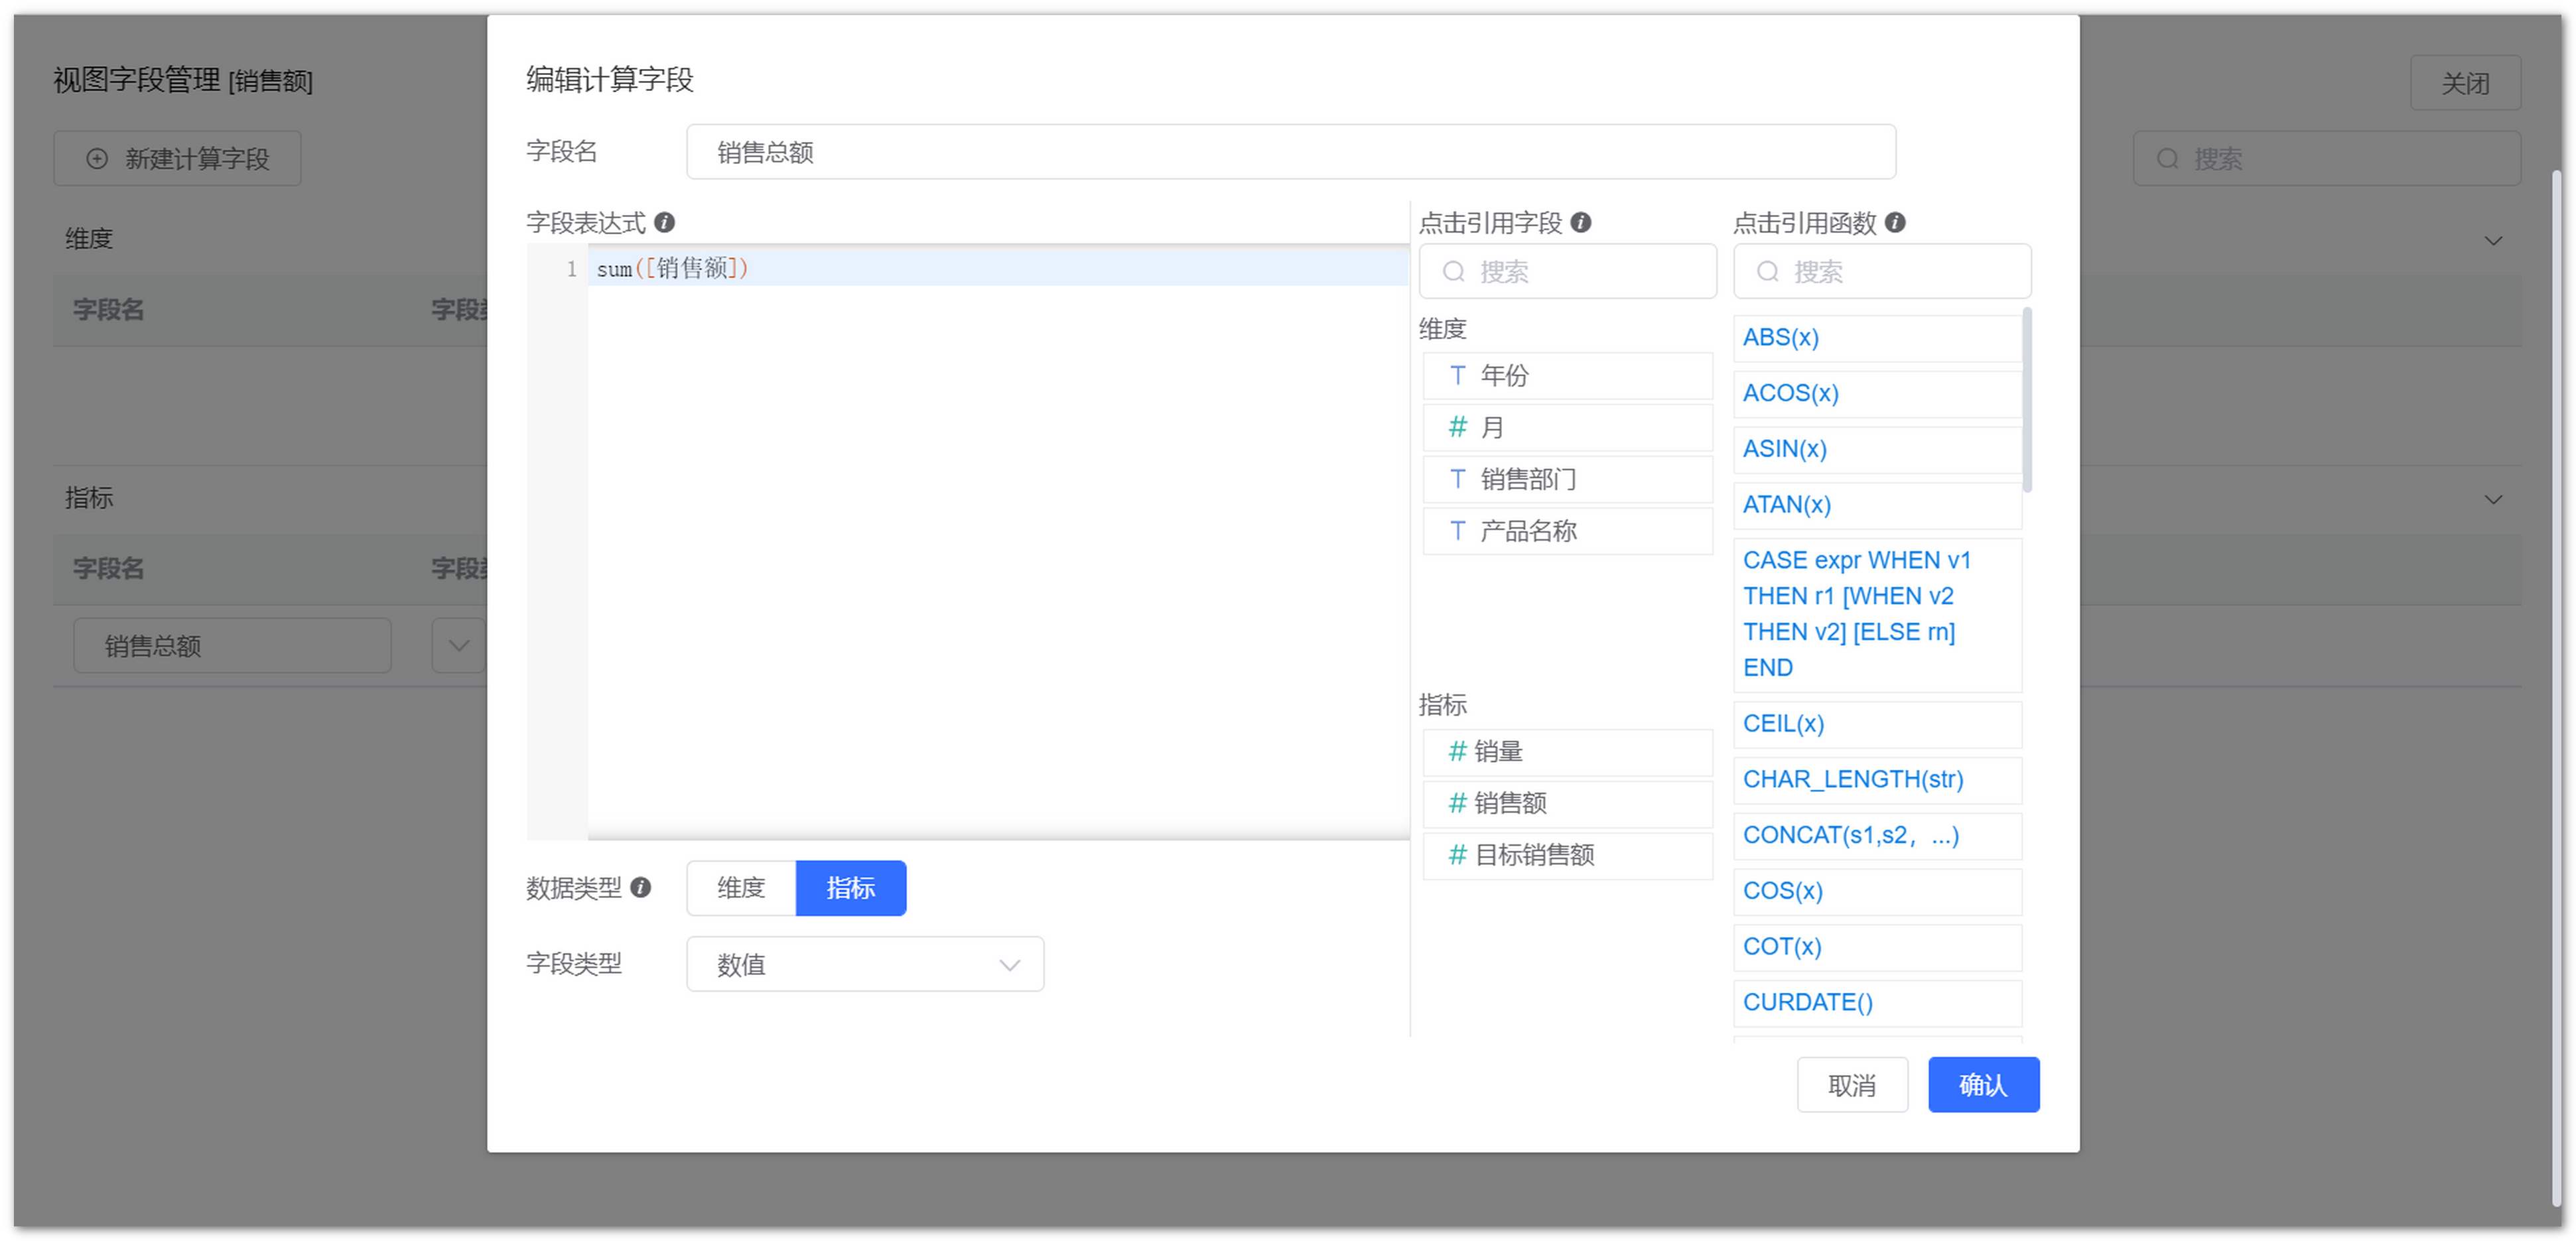 视图字段管理 [销售额]
关闭
新建计算字段
搜索
维度
字段名
字段
指标
字段名
字段
销售总额
编辑计算字段
字段名
销售总额
字段表达式
1
sum([销售额])
点击引用字段
搜索
维度
T 年份
# 月
T 销售部门
T 产品名称
指标
# 销量
# 销售额
# 目标销售额
点击引用函数
搜索
ABS(x)
ACOS(x)
ASIN(x)
ATAN(x)
CASE expr WHEN v1
THEN r1 [WHEN v2
THEN v2] [ELSE rn]
END
CEIL(x)
CHAR_LENGTH(str)
CONCAT(s1,s2，...)
COS(x)
COT(x)
CURDATE()
数据类型
维度
指标
字段类型
数值
取消
确认